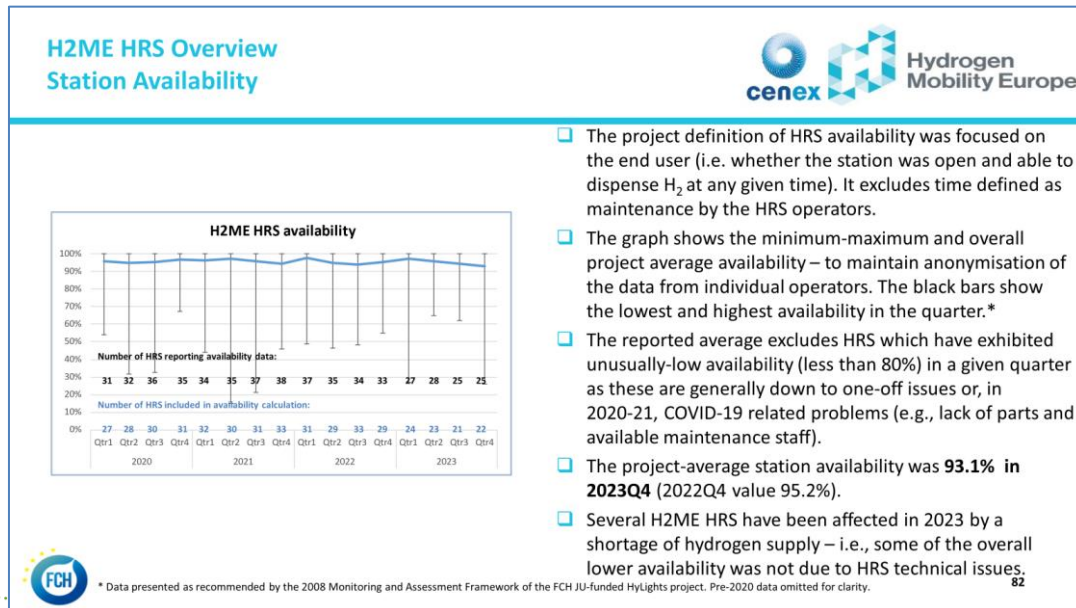 H2ME HRS Overview
Station Availability
cenex
Hydrogen
Mobility Europe
H2ME HRS availability
100%
90%
80%
70%
60%
50%
40%
30%
20%
10%
0%
Number of HRS reporting availability data:
31 32 36 35 34 35 37 38 37 35 34 33 27 28 25 25
Number of HRS included in availability calculation:
27 28 30 31 32 30 31 33 31 29 33 29 24 23 21 22
Qtr1 Qtr2 Qtr3 Qtr4 Qtr1 Qtr2 Qtr3 Qtr4 Qtr1 Qtr2 Qtr3 Qtr4 Qtr1 Qtr2 Qtr3 Qtr4
2020 2021 2022 2023
The project definition of HRS availability was focused on
the end user (i.e. whether the station was open and able to
dispense H₂ at any given time). It excludes time defined as
maintenance by the HRS operators.
The graph shows the minimum-maximum and overall
project average availability – to maintain anonymisation of
the data from individual operators. The black bars show
the lowest and highest availability in the quarter.*
The reported average excludes HRS which have exhibited
unusually-low availability (less than 80%) in a given quarter
as these are generally down to one-off issues or, in
2020-21, COVID-19 related problems (e.g., lack of parts and
available maintenance staff).
The project-average station availability was 93.1% in
2023Q4 (2022Q4 value 95.2%).
Several H2ME HRS have been affected in 2023 by a
shortage of hydrogen supply – i.e., some of the overall
lower availability was not due to HRS technical issues.
FCH
* Data presented as recommended by the 2008 Monitoring and Assessment Framework of the FCH JU-funded HyLights project. Pre-2020 data omitted for clarity.
82